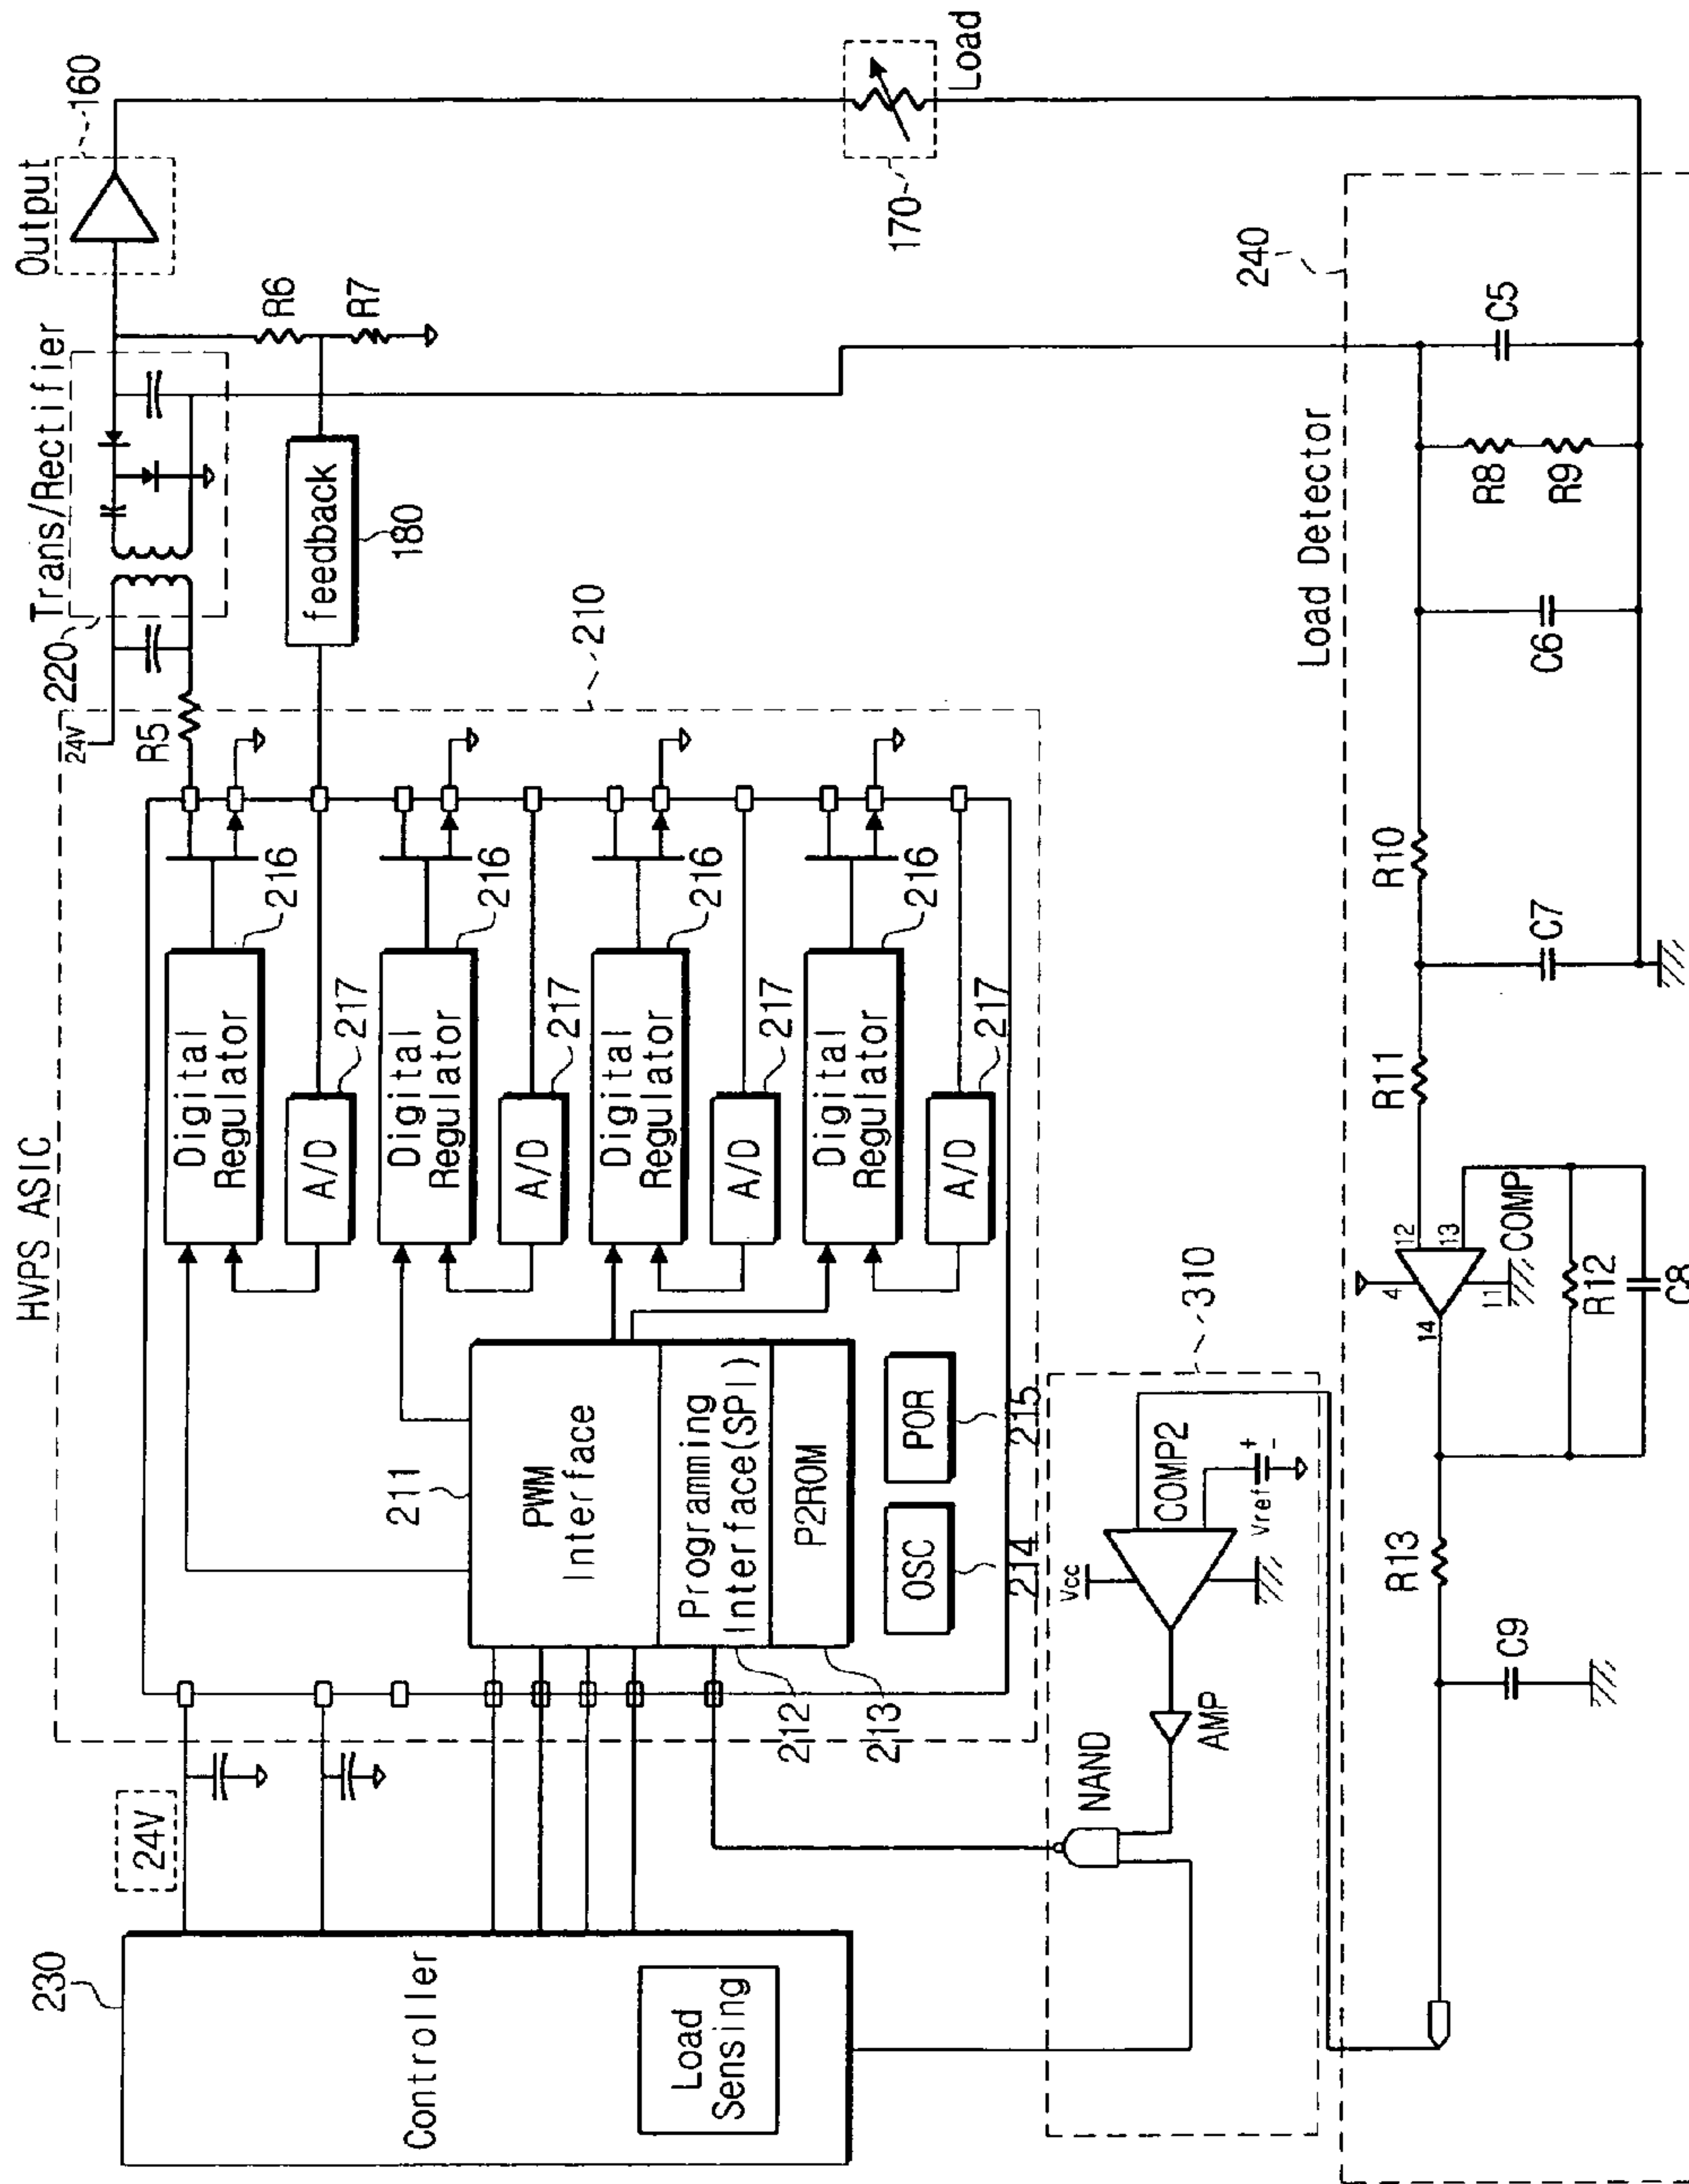 HVPS ASIC
230
Controller
Load
Sensing
24V
211
PWM
Interface
Programming
Interface(SPI)
P2ROM
212
213
OSC
POR
214
215
Digital
Regulator
216
A/D
217
Digital
Regulator
216
A/D
217
Digital
Regulator
216
A/D
217
Digital
Regulator
216
A/D
217
210
24V
R5
220
Trans/Rectifier
feedback
180
R6
R7
Output
160
170
Load
310
NAND
AMP
Vcc
COMP2
Vref
+
-
Load Detector
240
C9
R13
14
4
11
12
13
COMP
R12
C8
R11
C7
R10
C6
R8
R9
C5